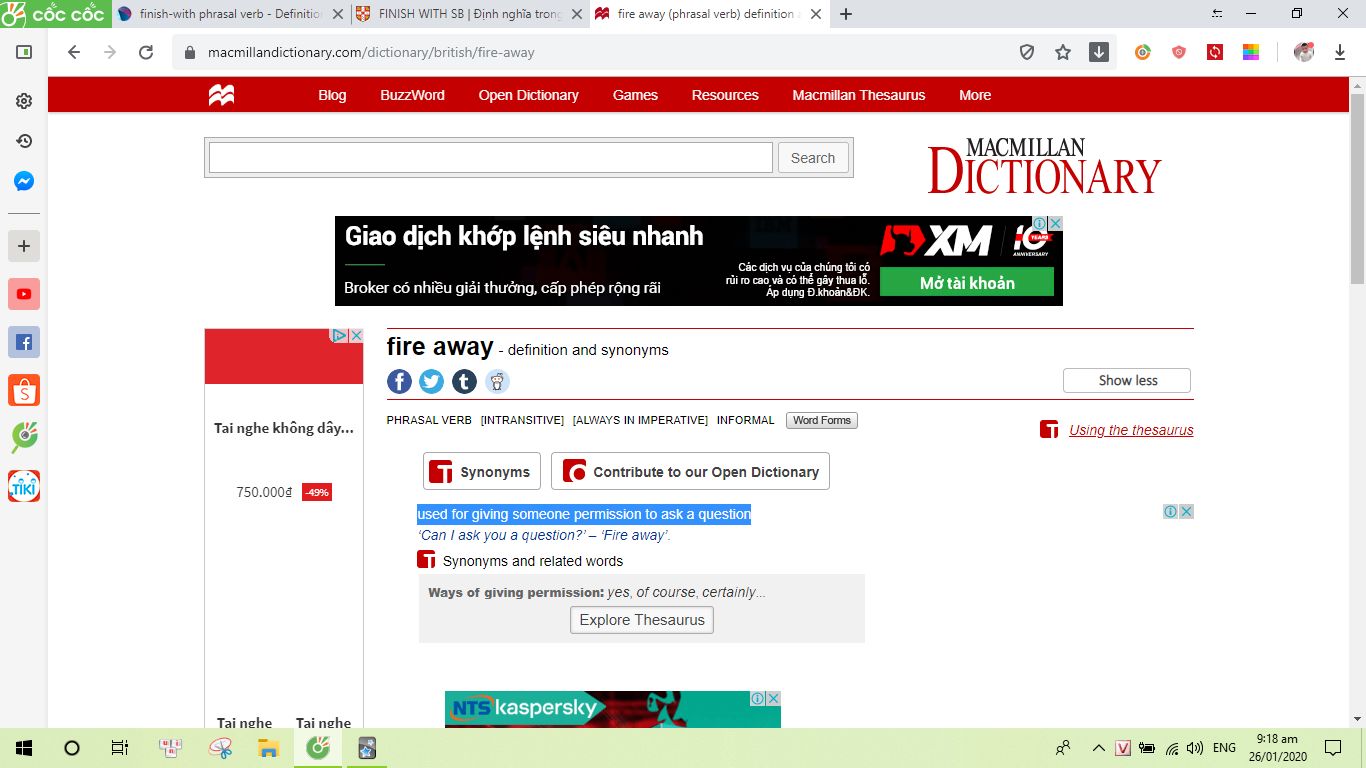 cốc cốc
finish-with phrasal verb - Definition
FINISH WITH SB | Định nghĩa trong
fire away (phrasal verb) definition a
macmillandictionary.com/dictionary/british/fire-away
Blog BuzzWord Open Dictionary Games Resources Macmillan Thesaurus More
Search
MACMILLAN
DICTIONARY
Giao dịch khớp lệnh siêu nhanh
Broker có nhiều giải thưởng, cấp phép rộng rãi
Các dịch vụ của chúng tôi có
rủi ro cao và có thể gây thua lỗ.
Áp dụng Đ.khoản&ĐK.
XM 10 YEARS
ANNIVERSARY
Mở tài khoản
fire away - definition and synonyms
Show less
PHRASAL VERB [INTRANSITIVE] [ALWAYS IN IMPERATIVE] INFORMAL Word Forms
Using the thesaurus
Synonyms Contribute to our Open Dictionary
used for giving someone permission to ask a question
‘Can I ask you a question?’ – ‘Fire away’.
Synonyms and related words
Ways of giving permission: yes, of course, certainly...
Explore Thesaurus
Tai nghe không dây...
750.000₫ -49%
Tai nghe Tai nghe
NTS kaspersky
TIKI
ENG
9:18 am
26/01/2020